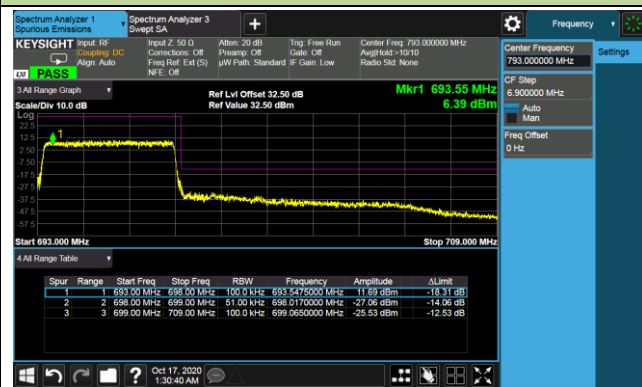 Spectrum Analyzer 1
Spurious Emissions
Spectrum Analyzer 3
Swept SA
Frequency
KEYSIGHT
Input: RF
Coupling: DC
Align: Auto
Input Z: 50 Ω
Corrections: Off
Freq Ref: Ext (S)
NFE: Off
Atten: 20 dB
Preamp: Off
µW Path: Standard
Trig: Free Run
Gate: Off
IF Gain: Low
Center Freq: 793.000000 MHz
Avg|Hold:>10/10
Radio Std: None
LXI PASS
Center Frequency
793.000000 MHz
Settings
CF Step
6.900000 MHz
Auto
Man
Freq Offset
0 Hz
3 All Range Graph
Scale/Div 10.0 dB
Ref Lvl Offset 32.50 dB
Ref Value 32.50 dBm
Mkr1 693.55 MHz
6.39 dBm
Log
22.5
12.5
2.50
-7.50
-17.5
-27.5
-37.5
-47.5
-57.5
1
Start 693.000 MHz
Stop 709.000 MHz
4 All Range Table
Spur Range Start Freq Stop Freq RBW Frequency Amplitude ΔLimit
1 1 693.00 MHz 698.00 MHz 100.0 kHz 693.5475000 MHz 11.69 dBm -18.31 dB
2 2 698.00 MHz 699.00 MHz 51.00 kHz 698.0170000 MHz -27.06 dBm -14.06 dB
3 3 699.00 MHz 709.00 MHz 100.0 kHz 699.0650000 MHz -25.53 dBm -12.53 dB
Oct 17, 2020
1:30:40 AM